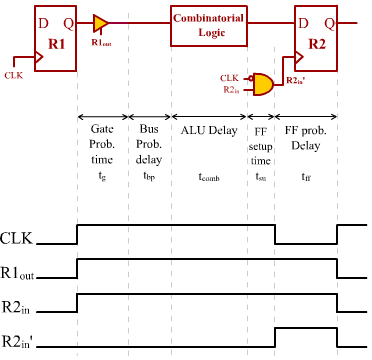 D Q
R1
CLK
R1out
Combinatorial
Logic
D Q
R2
CLK
R2in
R2in'
Gate
Prob.
time
tg
Bus
Prob.
delay
tbp
ALU Delay
tcomb
FF
setup
time
tsu
FF prob.
Delay
tff
CLK
R1out
R2in
R2in'